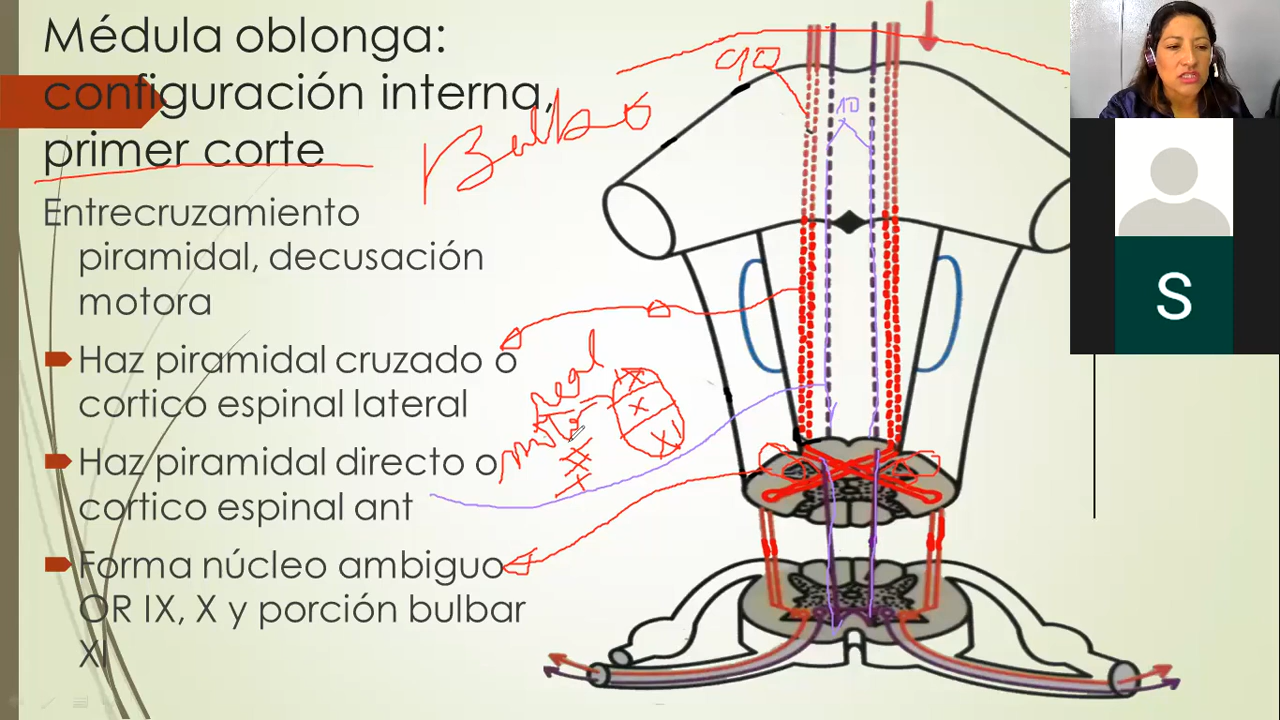 Médula oblonga:
configuración interna,
primer corte
Bulbo
90
10
Entrecruzamiento
piramidal, decusación
motora
Haz piramidal cruzado o
cortico espinal lateral
Haz piramidal directo o
cortico espinal ant
Forma núcleo ambiguo
OR IX, X y porción bulbar
XI
X
X
X
S